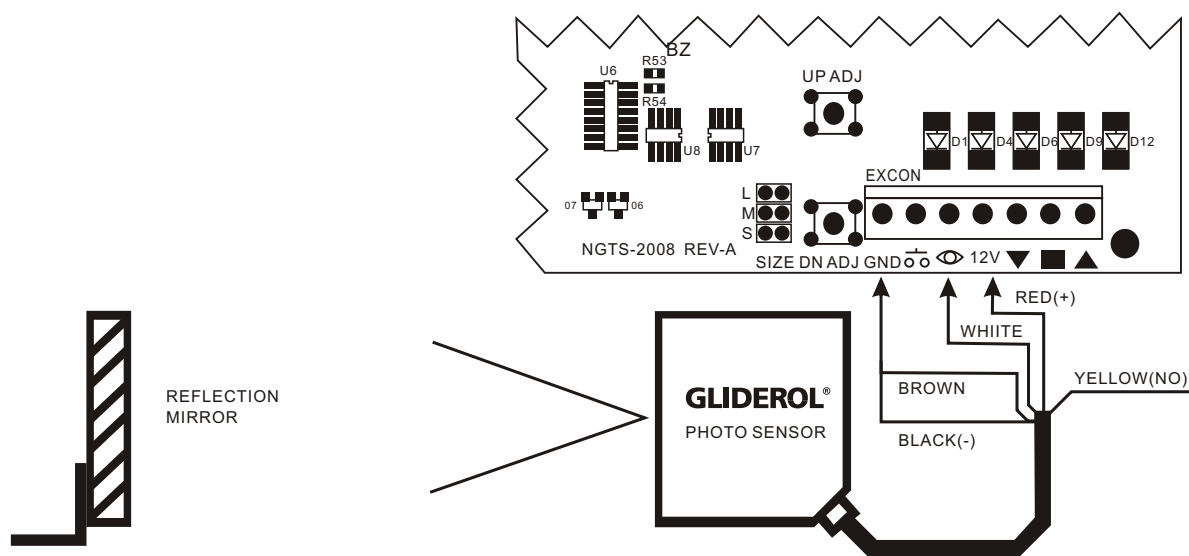 BZ
R53
U6
R54
UP ADJ
U8
U7
D1 D4 D6 D9 D12
EXCON
L
M
S
07 06
NGTS-2008 REV-A
SIZE DN ADJ GND 12V
RED(+)
WHIITE
YELLOW(NO)
BROWN
BLACK(-)
REFLECTION
MIRROR
GLIDEROL®
PHOTO SENSOR